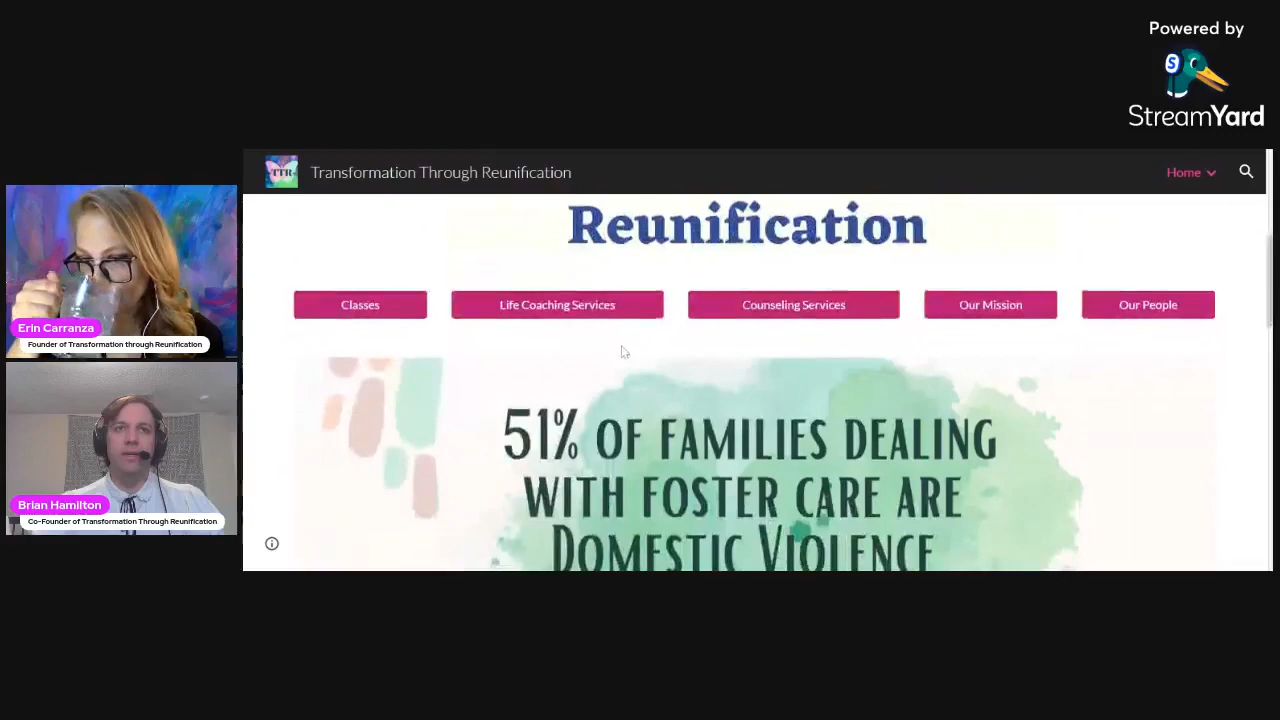 Powered by
S
StreamYard
TTR
Transformation Through Reunification
Home
Reunification
Classes
Life Coaching Services
Counseling Services
Our Mission
Our People
51% OF FAMILIES DEALING
WITH FOSTER CARE ARE
DOMESTIC VIOLENCE
Erin Carranza
Founder of Transformation through Reunification
Brian Hamilton
Co-Founder of Transformation Through Reunification